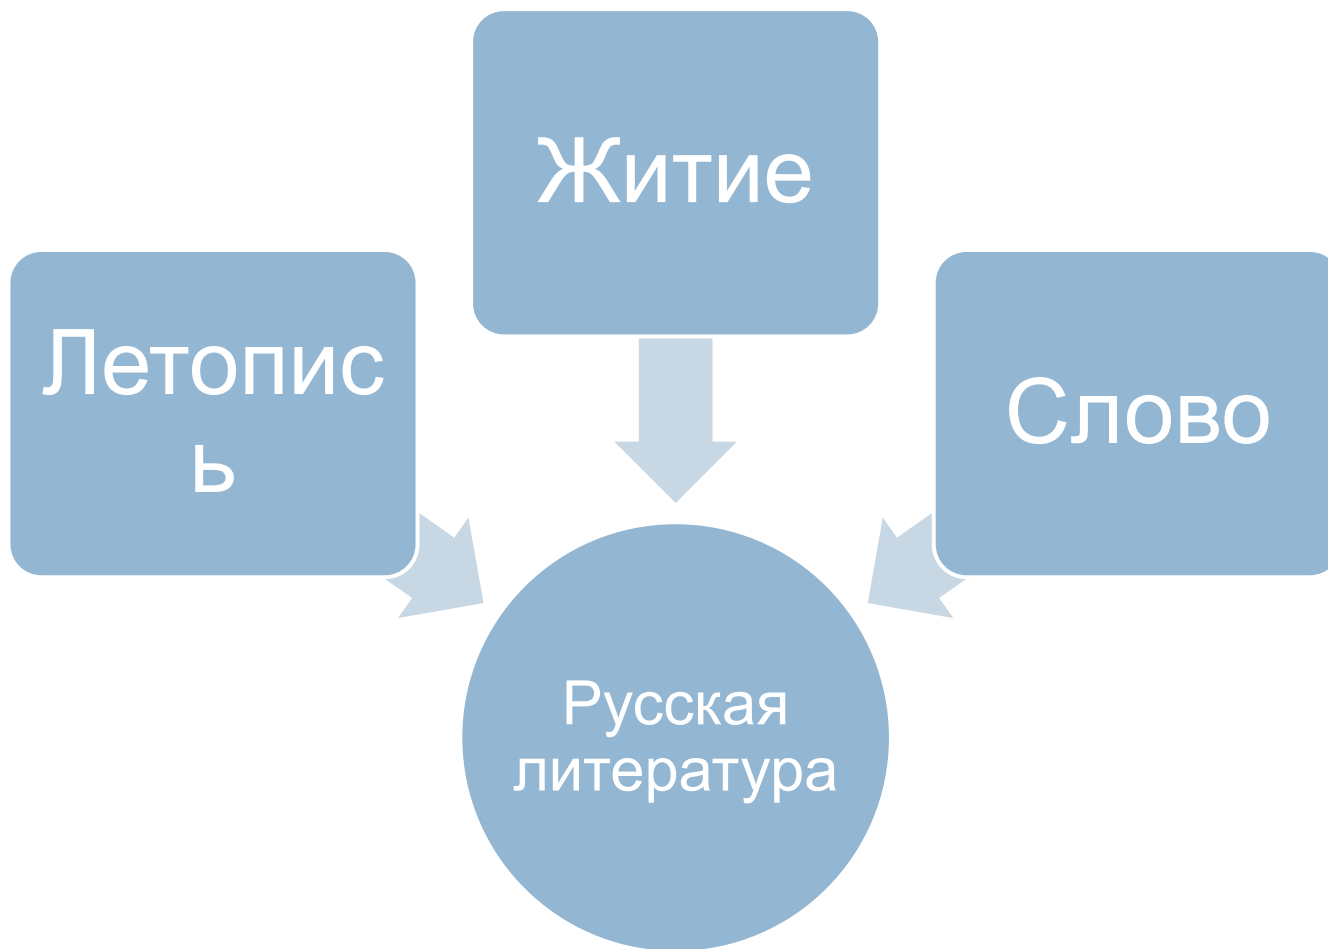 Житие
Летопис
ь
Слово
Русская
литература